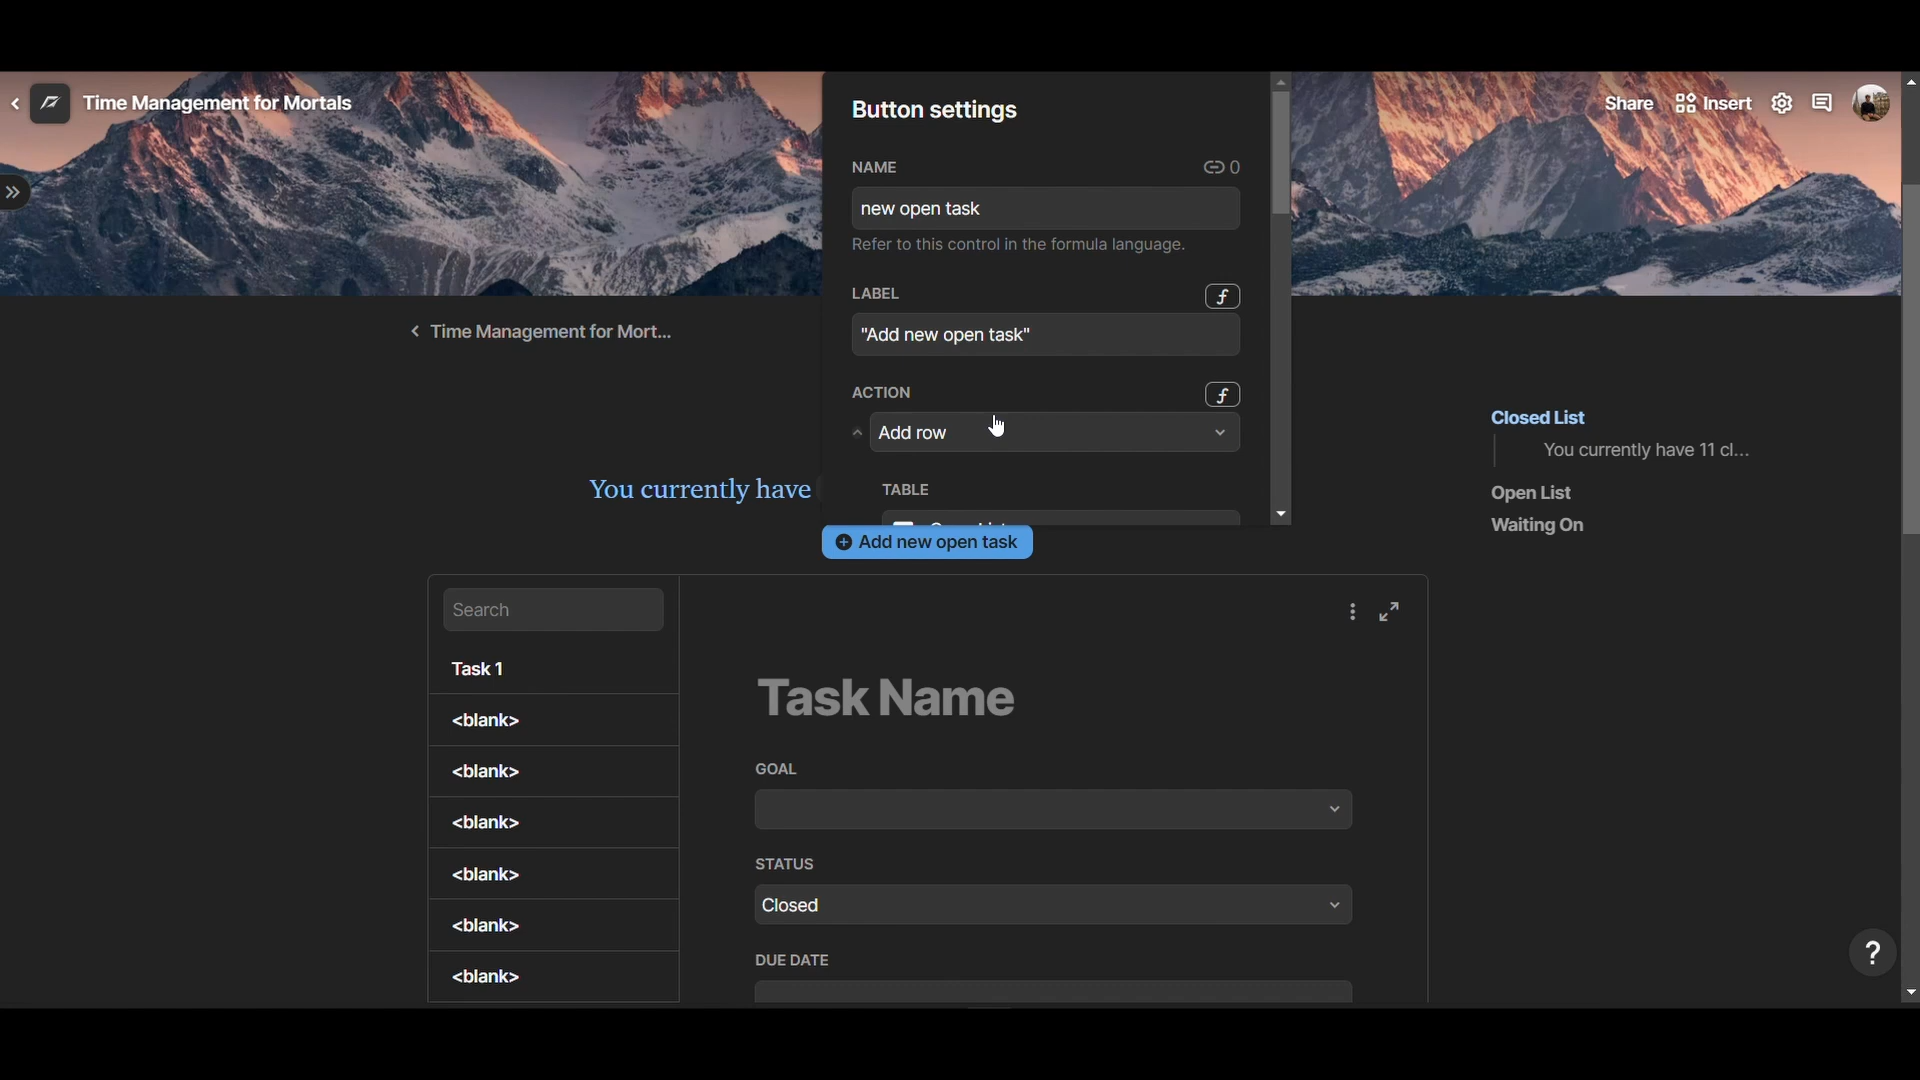 Time Management for Mortals
Share
Insert
Button settings
NAME
0
new open task
Refer to this control in the formula language.
LABEL
"Add new open task"
ACTION
Add row
TABLE
Time Management for Mort...
You currently have
Add new open task
Closed List
You currently have 11 cl...
Open List
Waiting On
Search
Task 1
<blank>
<blank>
<blank>
<blank>
<blank>
<blank>
Task Name
GOAL
STATUS
Closed
DUE DATE
?